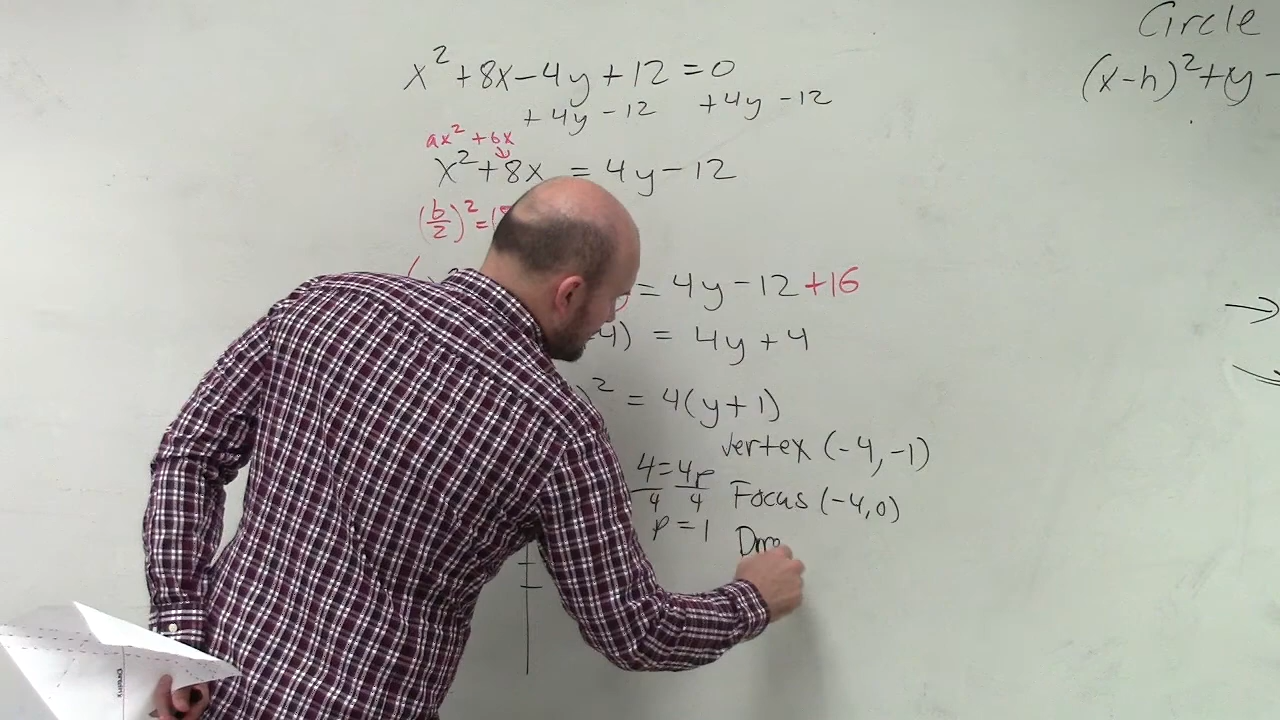 Circle
(x-h)²+(y-
x²+8x-4y+12=0
+4y-12 +4y-12
ax²+bx
x²+8x = 4y-12
(b/2)²=(
= 4y-12+16
4) = 4y+4
)² = 4(y+1)
vertex (-4,-1)
4=4p
4 4
Focus (-4,0)
p=1